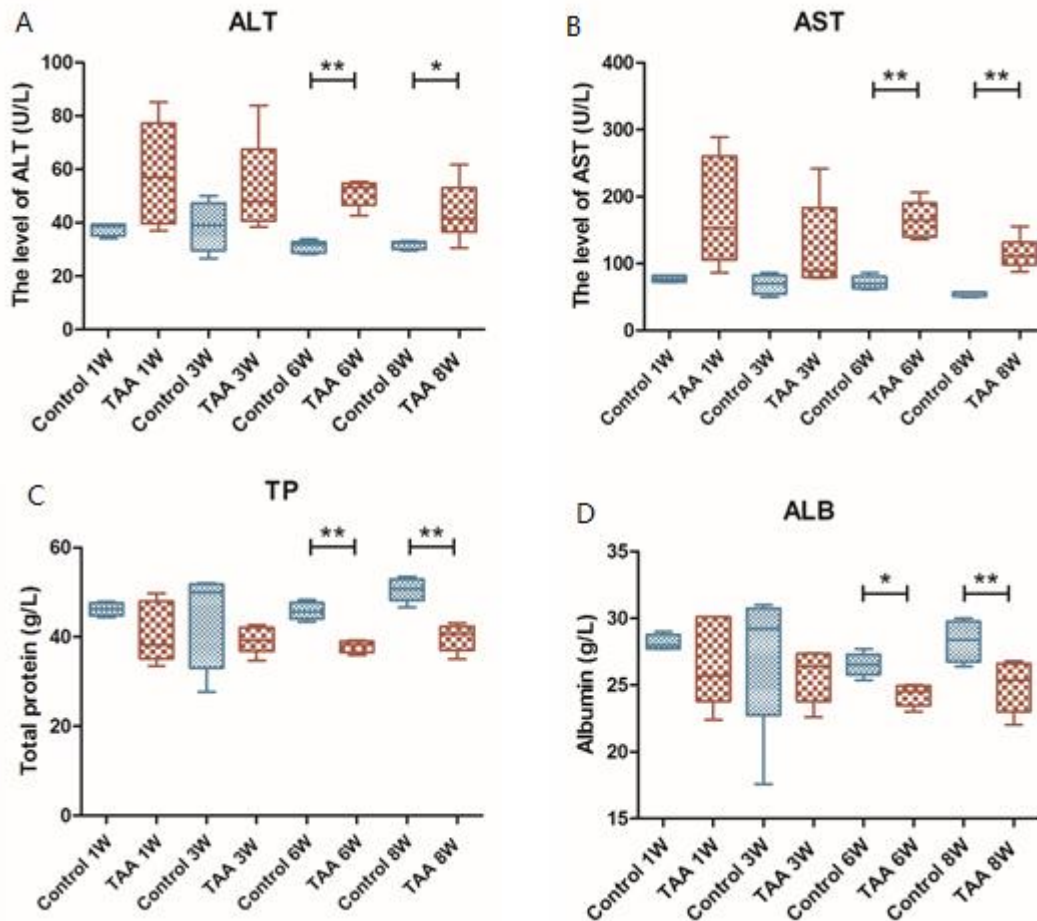 A
ALT
The level of ALT (U/L)
100
80
60
40
20
0
**
*
Control 1W
TAA 1W
Control 3W
TAA 3W
Control 6W
TAA 6W
Control 8W
TAA 8W
B
AST
The level of AST (U/L)
400
300
200
100
0
**
**
Control 1W
TAA 1W
Control 3W
TAA 3W
Control 6W
TAA 6W
Control 8W
TAA 8W
C
TP
Total protein (g/L)
60
40
20
0
**
**
Control 1W
TAA 1W
Control 3W
TAA 3W
Control 6W
TAA 6W
Control 8W
TAA 8W
D
ALB
Albumin (g/L)
35
30
25
20
15
*
**
Control 1W
TAA 1W
Control 3W
TAA 3W
Control 6W
TAA 6W
Control 8W
TAA 8W